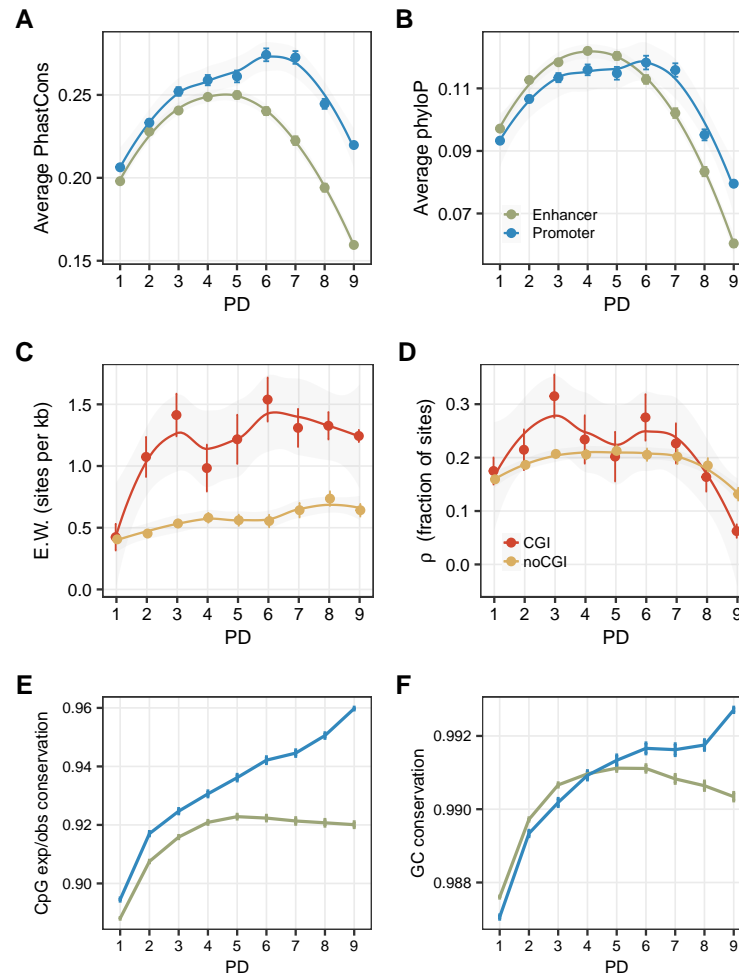 A
Average PhastCons
0.25
0.20
0.15
1 2 3 4 5 6 7 8 9
PD
B
Average phyloP
0.11
0.09
0.07
Enhancer
Promoter
1 2 3 4 5 6 7 8 9
PD
C
E.W. (sites per kb)
1.5
1.0
0.5
0.0
1 2 3 4 5 6 7 8 9
PD
D
ρ (fraction of sites)
0.3
0.2
0.1
0.0
CGI
noCGI
1 2 3 4 5 6 7 8 9
PD
E
CpG exp/obs conservation
0.96
0.94
0.92
0.90
1 2 3 4 5 6 7 8 9
PD
F
GC conservation
0.992
0.990
0.988
1 2 3 4 5 6 7 8 9
PD